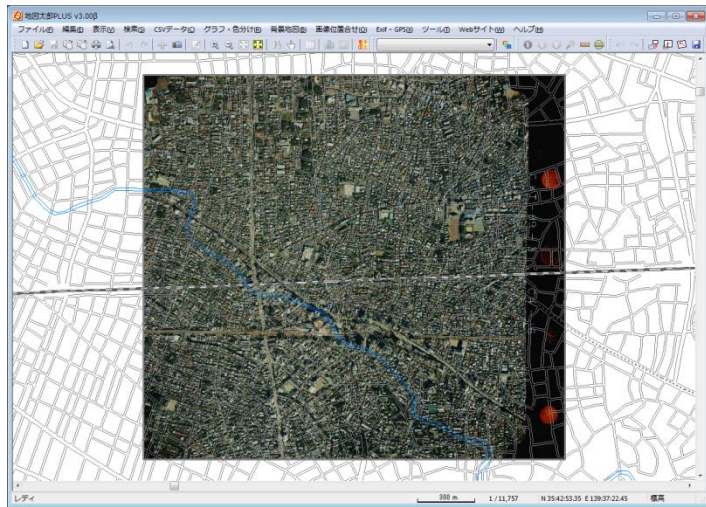 地図太郎PLUS v3.00β
ファイル(F) 編集(E) 表示(V) 検索(S) CSVデータ(C) グラフ・色分け(B) 背景地図(B) 画像位置合せ(Q) Exif・GPS(X) ツール(T) Webサイト(W) ヘルプ(H)
レディ 300 m 1 / 11,757 N 35:42:53.35 E 139:37:22.45 標高